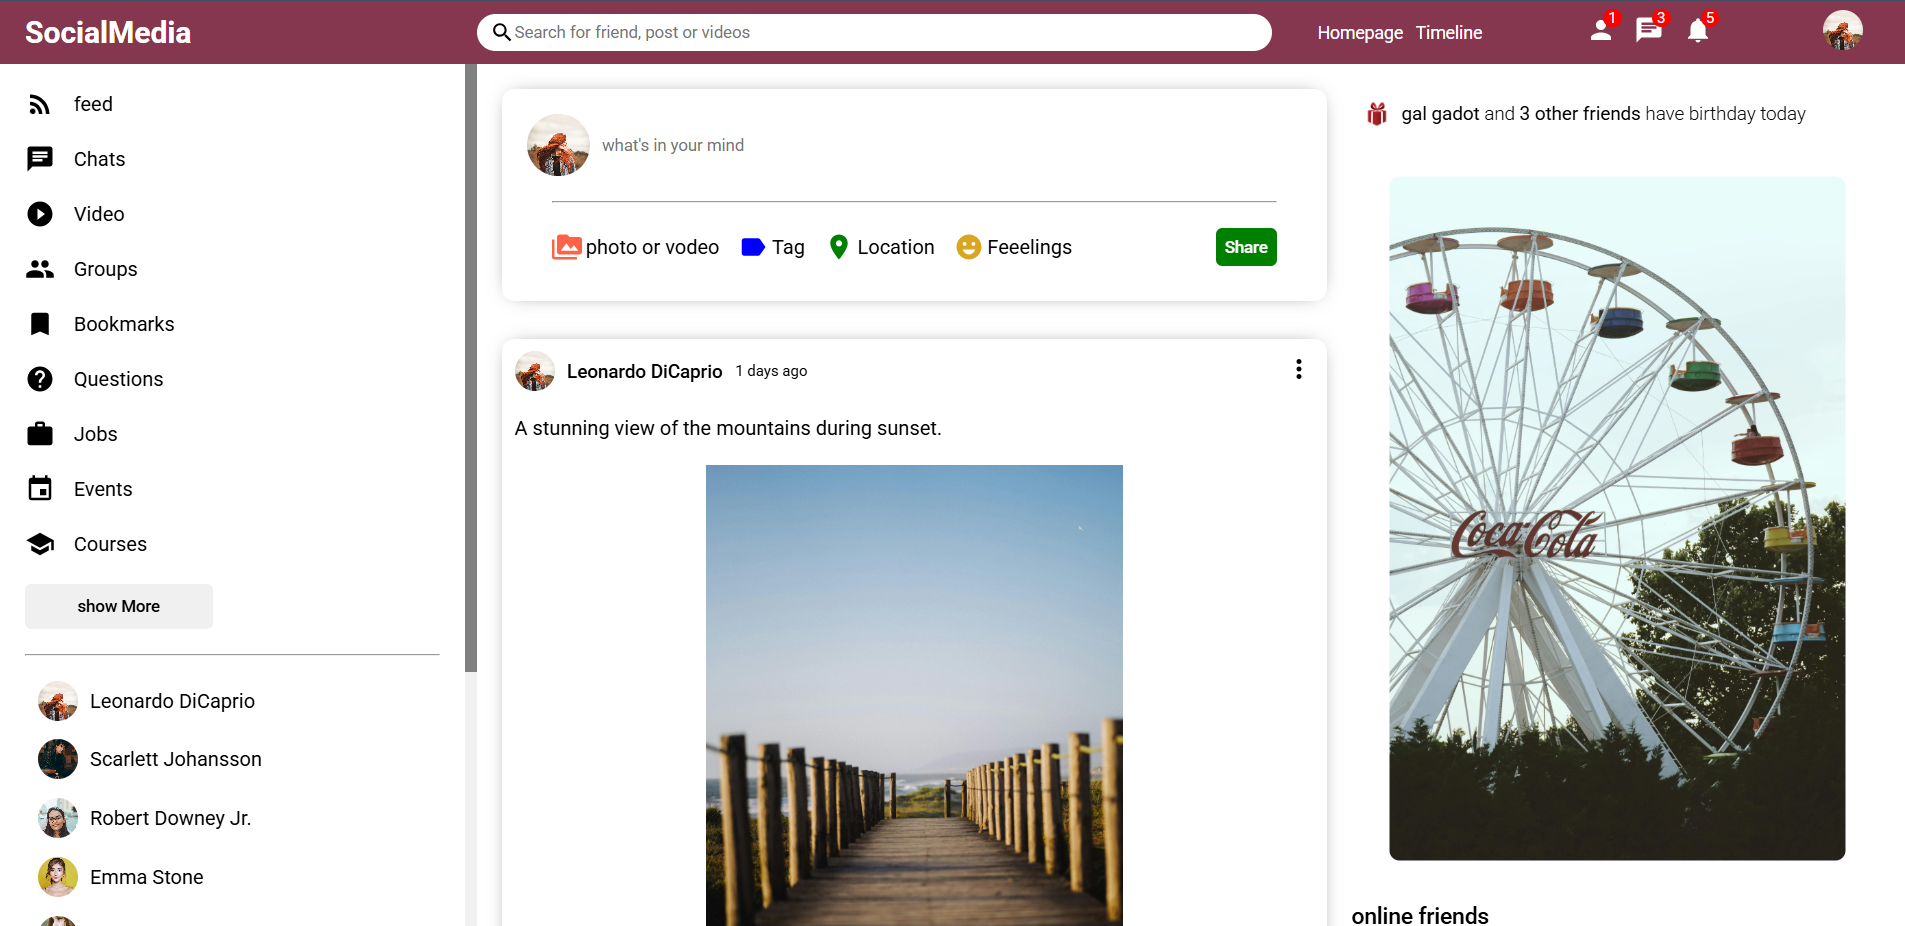 SocialMedia
Search for friend, post or videos
Homepage Timeline
1
3
5
feed
Chats
Video
Groups
Bookmarks
Questions
Jobs
Events
Courses
show More
Leonardo DiCaprio
Scarlett Johansson
Robert Downey Jr.
Emma Stone
what's in your mind
photo or vodeo Tag Location Feeelings Share
Leonardo DiCaprio 1 days ago
A stunning view of the mountains during sunset.
gal gadot and 3 other friends have birthday today
Coca-Cola
online friends